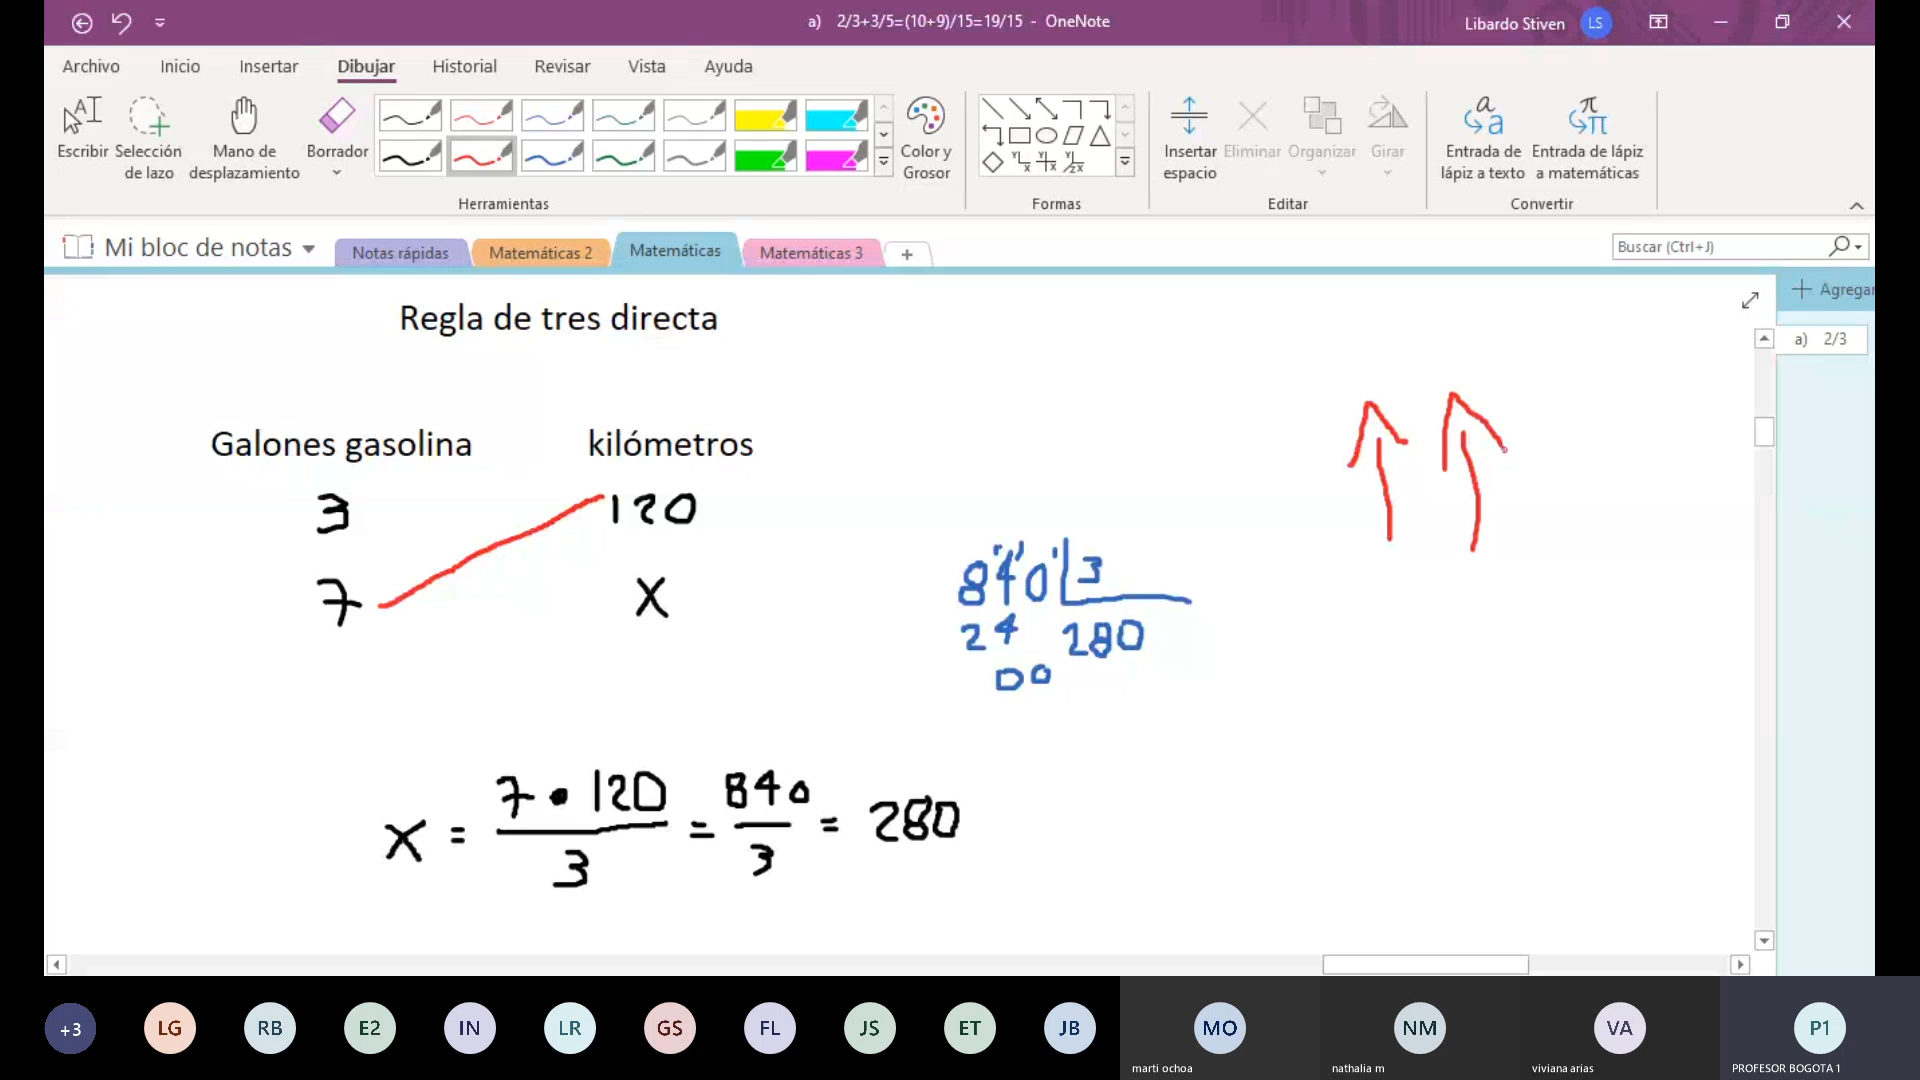 a) 2/3+3/5=(10+9)/15=19/15 - OneNote
Libardo Stiven LS
Archivo Inicio Insertar Dibujar Historial Revisar Vista Ayuda
Escribir Selección de lazo Mano de desplazamiento Borrador Color y Grosor Insertar espacio Eliminar Organizar Girar Entrada de lápiz a texto Entrada de lápiz a matemáticas
Herramientas Formas Editar Convertir
Mi bloc de notas Notas rápidas Matemáticas 2 Matemáticas Matemáticas 3 + Buscar (Ctrl+J)
Agregar
a) 2/3
Regla de tres directa
Galones gasolina kilómetros
3 120
7 X
840 3
24 280
00
X = 7 • 120 / 3 = 840 / 3 = 280
+3 LG RB E2 IN LR GS FL JS ET JB MO NM VA P1
marti ochoa nathalia m viviana arias PROFESOR BOGOTA 1